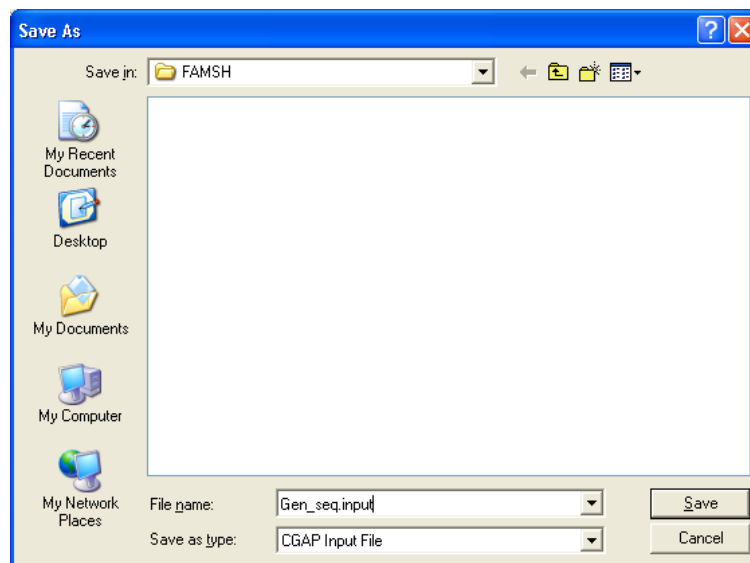 Save As
Save in:
FAMSH
My Recent
Documents
Desktop
My Documents
My Computer
My Network
Places
File name:
Gen_seq.input
Save
Save as type:
CGAP Input File
Cancel